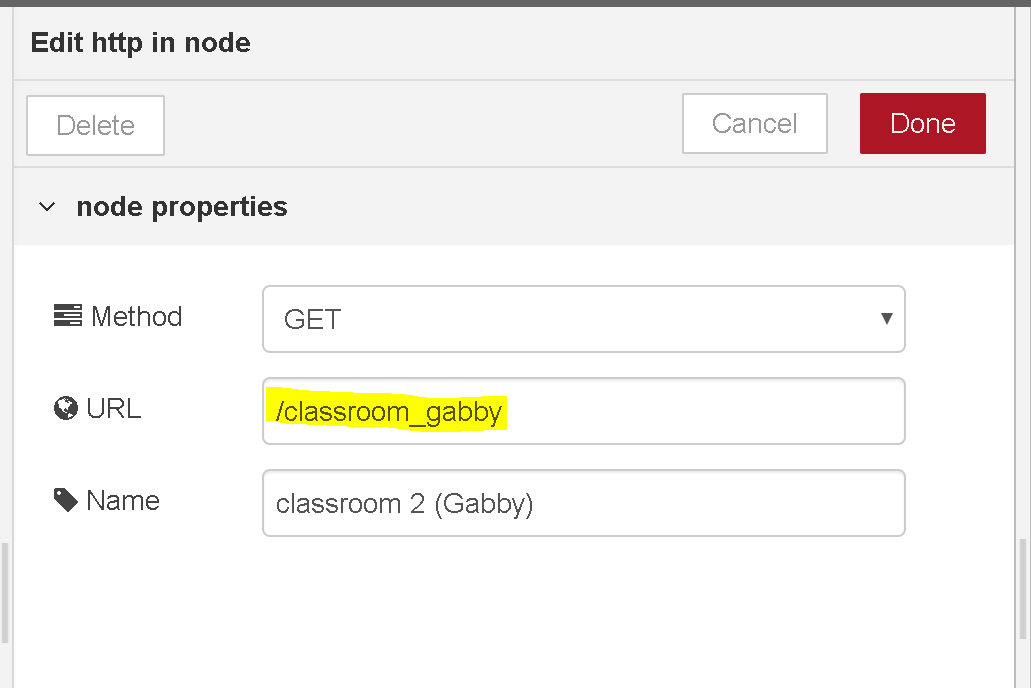 Edit http in node
Delete
Cancel
Done
node properties
Method
GET
URL
/classroom_gabby
Name
classroom 2 (Gabby)